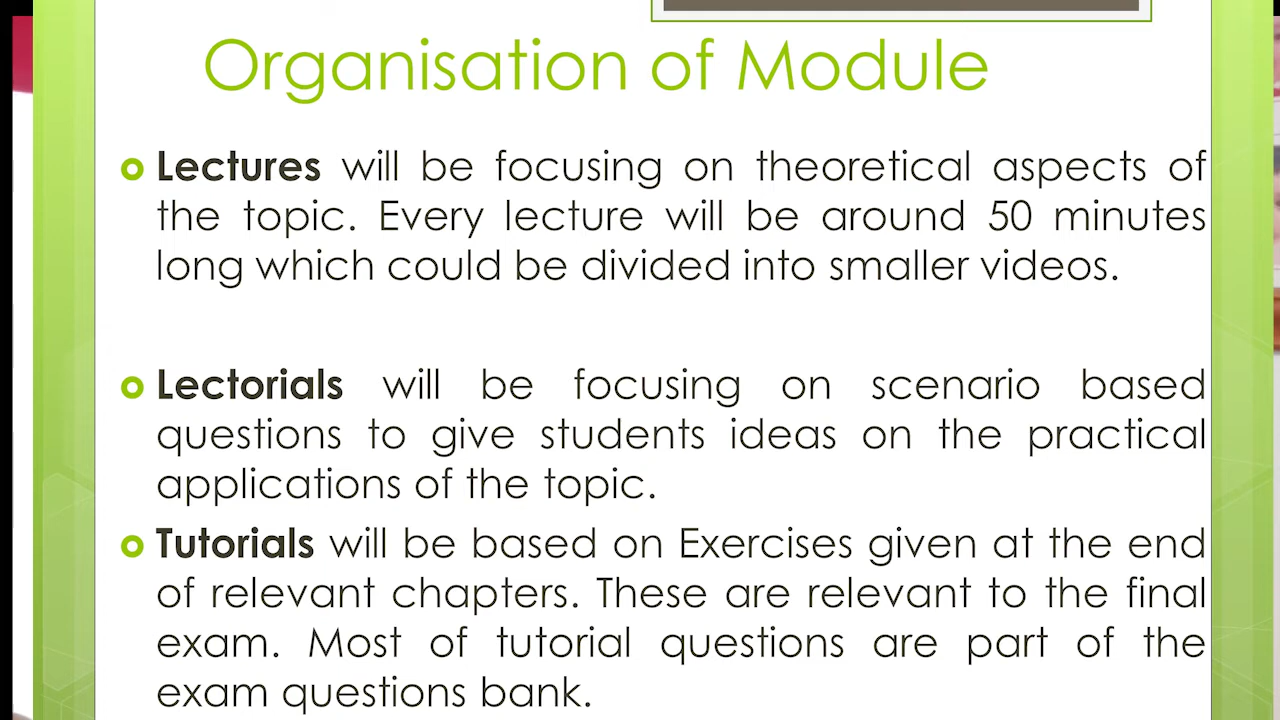 Organisation of Module
Lectures will be focusing on theoretical aspects of
the topic. Every lecture will be around 50 minutes
long which could be divided into smaller videos.
Lectorials will be focusing on scenario based
questions to give students ideas on the practical
applications of the topic.
Tutorials will be based on Exercises given at the end
of relevant chapters. These are relevant to the final
exam. Most of tutorial questions are part of the
exam questions bank.